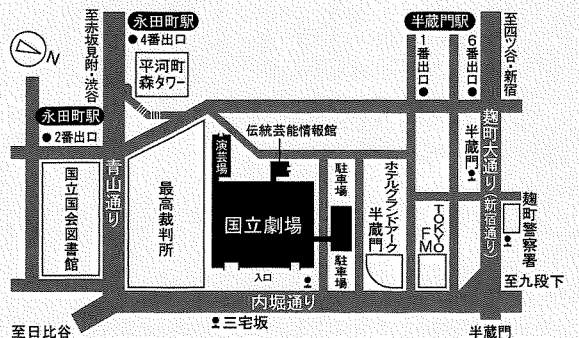 至赤坂見附・渋谷
永田町駅
●4番出口
平河町
森タワー
半蔵門駅
1番出口●
6番出口●
至四ツ谷・新宿
N
永田町駅
●2番出口
青山通り
国立国会図書館
最高裁判所
演芸場
伝統芸能情報館
国立劇場
入口
駐車場
駐車場
ホテルグランドアーク
半蔵門
TOKYO
FM
半蔵門
麹町大通り(新宿通り)
麹町警察署
至九段下
内堀通り
三宅坂
至日比谷
半蔵門